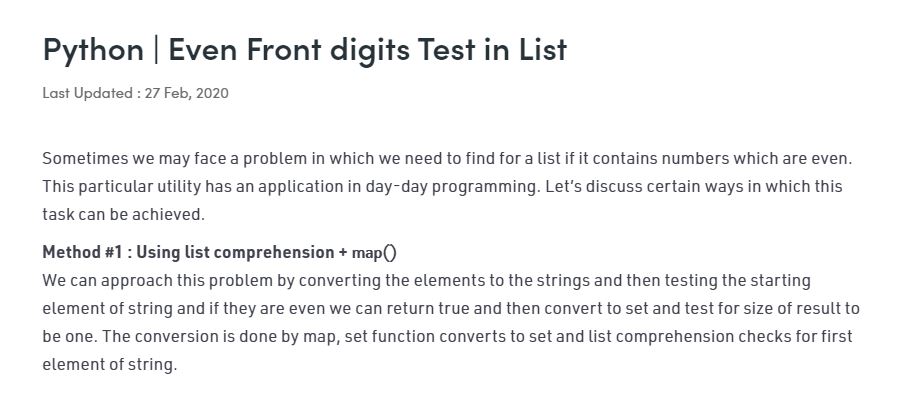 Python | Even Front digits Test in List
Last Updated : 27 Feb, 2020
Sometimes we may face a problem in which we need to find for a list if it contains numbers which are even.
This particular utility has an application in day-day programming. Let’s discuss certain ways in which this
task can be achieved.
Method #1 : Using list comprehension + map()
We can approach this problem by converting the elements to the strings and then testing the starting
element of string and if they are even we can return true and then convert to set and test for size of result to
be one. The conversion is done by map, set function converts to set and list comprehension checks for first
element of string.